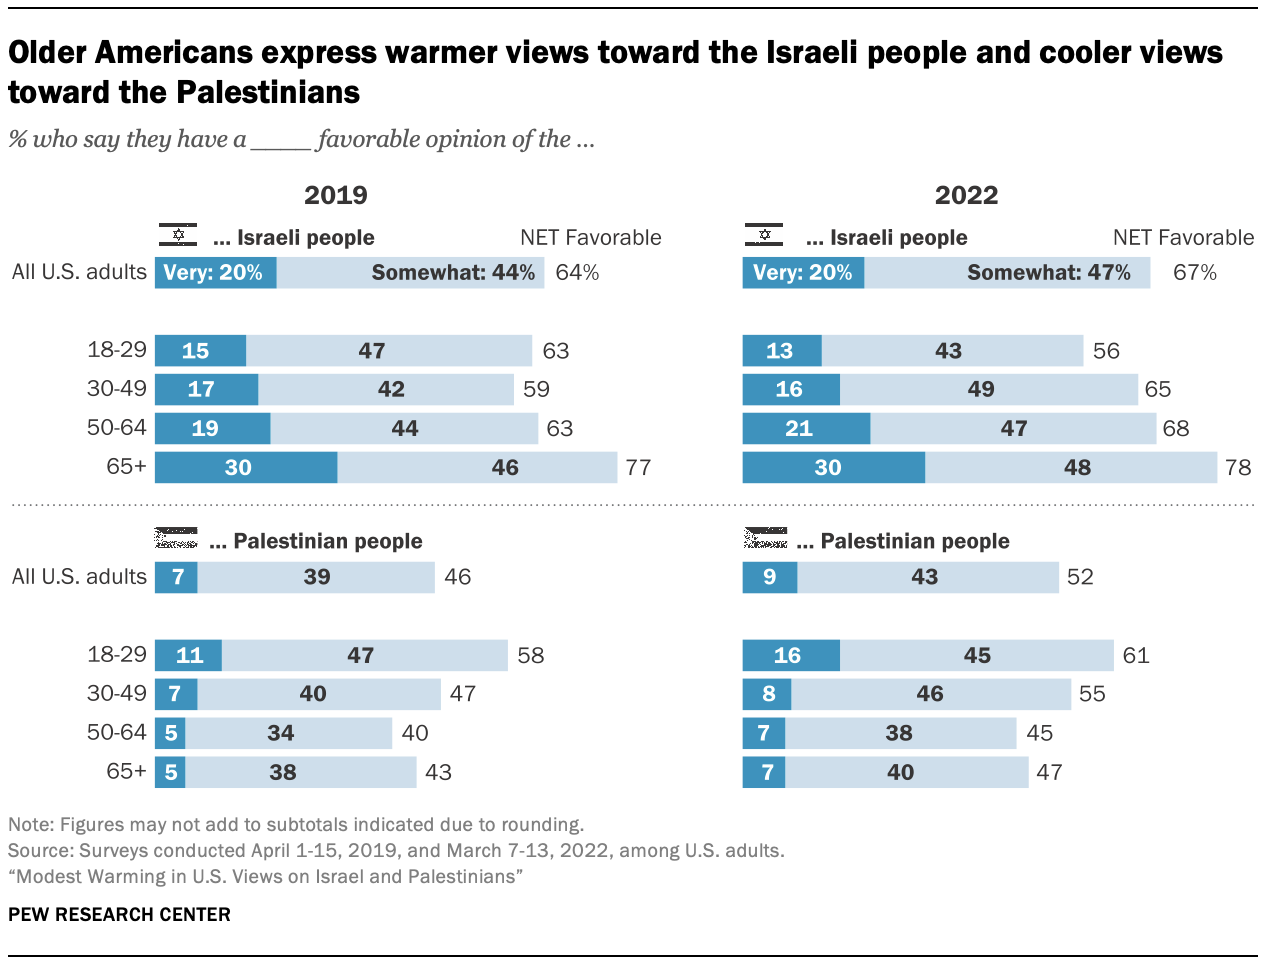 Older Americans express warmer views toward the Israeli people and cooler views
toward the Palestinians
% who say they have a ____ favorable opinion of the ...
2019
... Israeli people NET Favorable
All U.S. adults Very: 20% Somewhat: 44% 64%
18-29 15 47 63
30-49 17 42 59
50-64 19 44 63
65+ 30 46 77
2022
... Israeli people NET Favorable
Very: 20% Somewhat: 47% 67%
13 43 56
16 49 65
21 47 68
30 48 78
... Palestinian people
All U.S. adults 7 39 46
18-29 11 47 58
30-49 7 40 47
50-64 5 34 40
65+ 5 38 43
... Palestinian people
9 43 52
16 45 61
8 46 55
7 38 45
7 40 47
Note: Figures may not add to subtotals indicated due to rounding.
Source: Surveys conducted April 1-15, 2019, and March 7-13, 2022, among U.S. adults.
“Modest Warming in U.S. Views on Israel and Palestinians”
PEW RESEARCH CENTER